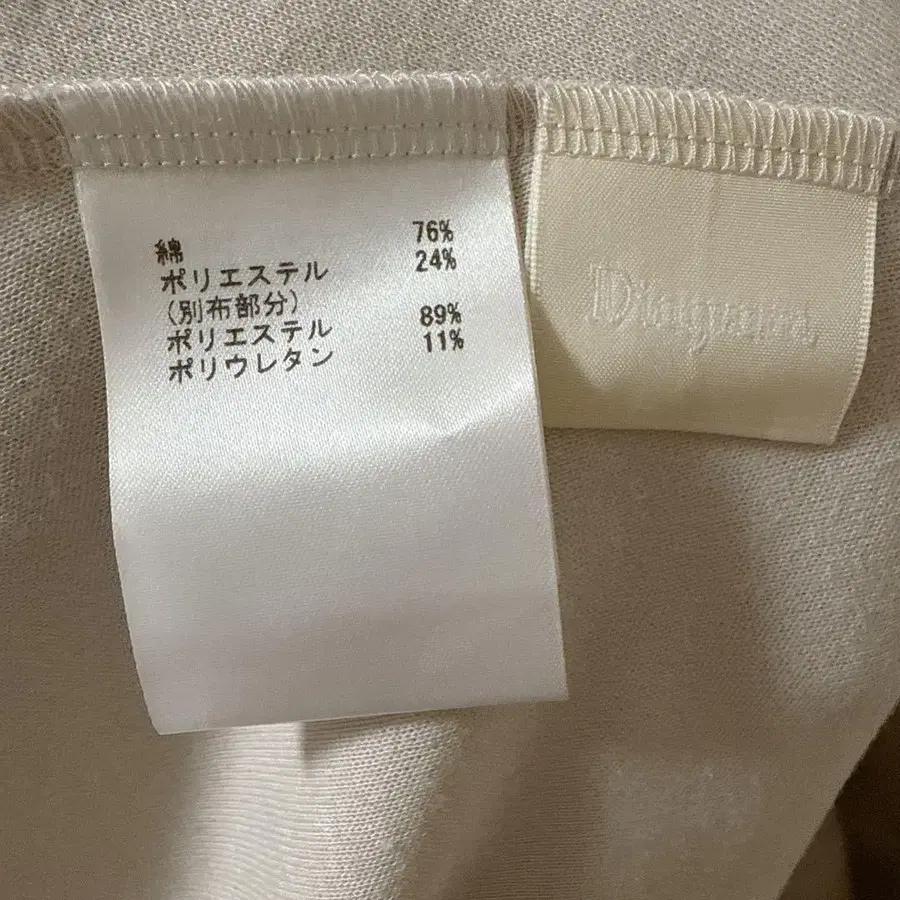 綿 76%
ポリエステル 24%
(別布部分)
ポリエステル 89%
ポリウレタン 11%
Diagram